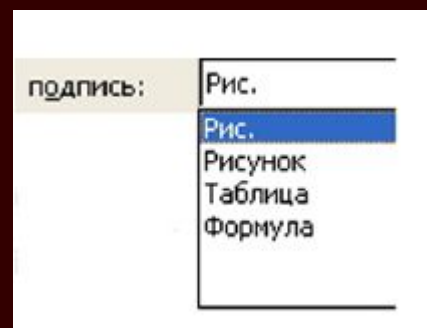 подпись: Рис.
Рис.
Рисунок
Таблица
Формула